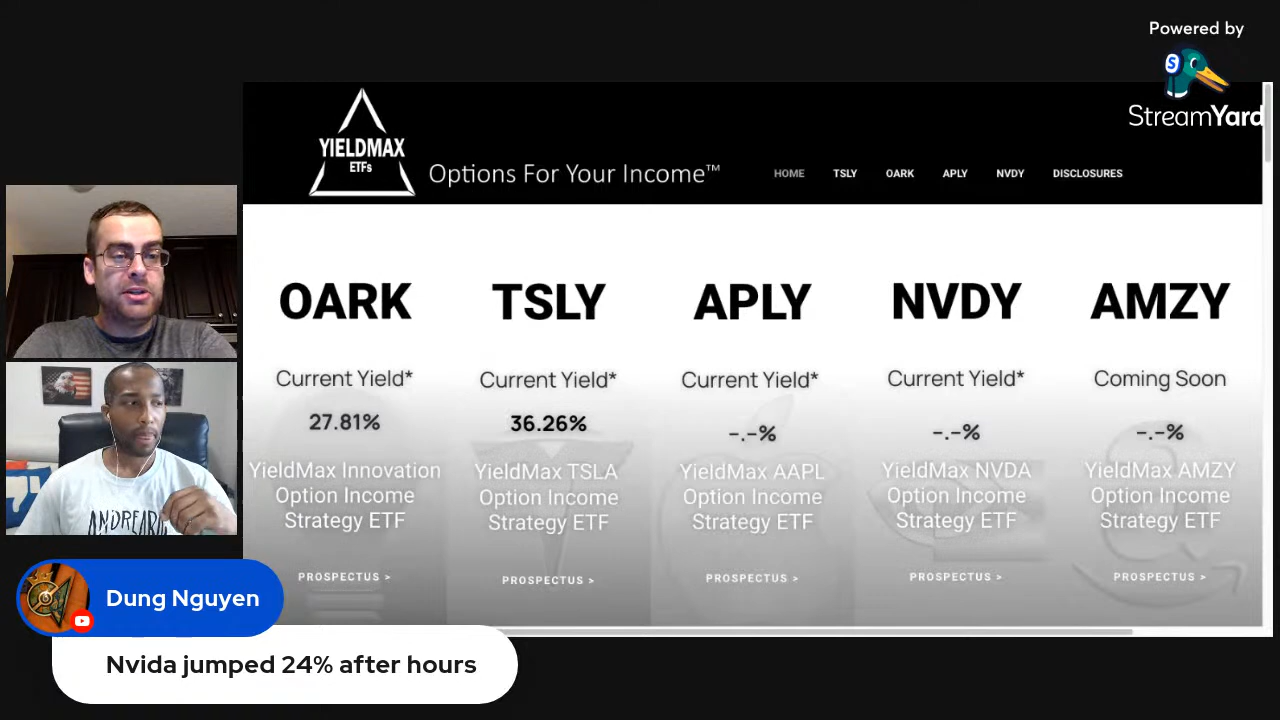 Powered by
StreamYard
YIELDMAX
ETFs
Options For Your Income™
HOME TSLY OARK APLY NVDY DISCLOSURES
OARK TSLY APLY NVDY AMZY
Current Yield* Current Yield* Current Yield* Current Yield* Coming Soon
27.81% 36.26% -.-% -.-% -.-%
YieldMax Innovation YieldMax TSLA YieldMax AAPL YieldMax NVDA YieldMax AMZY
Option Income Option Income Option Income Option Income Option Income
Strategy ETF Strategy ETF Strategy ETF Strategy ETF Strategy ETF
PROSPECTUS > PROSPECTUS > PROSPECTUS > PROSPECTUS > PROSPECTUS >
Dung Nguyen
Nvida jumped 24% after hours